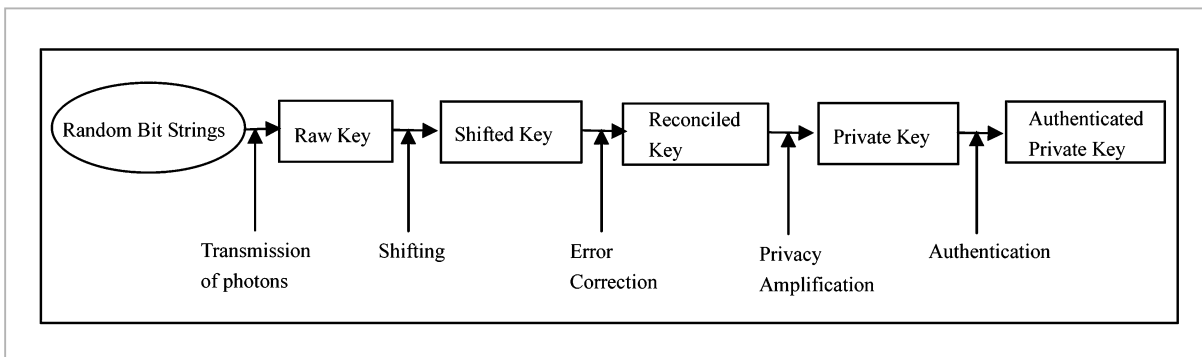 Random Bit Strings
Raw Key
Shifted Key
Reconciled
Key
Private Key
Authenticated
Private Key
Transmission
of photons
Shifting
Error
Correction
Privacy
Amplification
Authentication